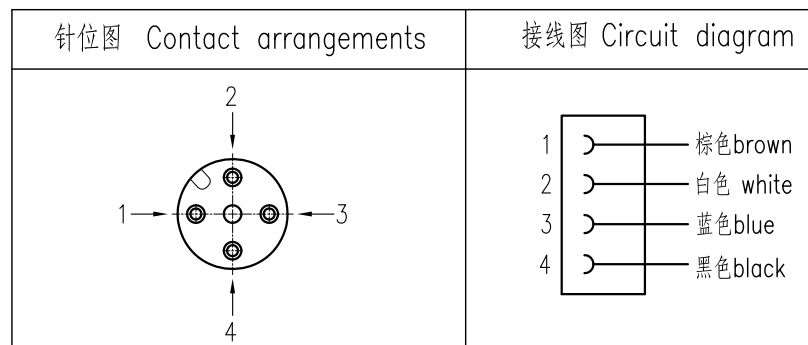 针位图 Contact arrangements
接线图 Circuit diagram
2
1
3
4
1 棕色brown
2 白色 white
3 蓝色blue
4 黑色black